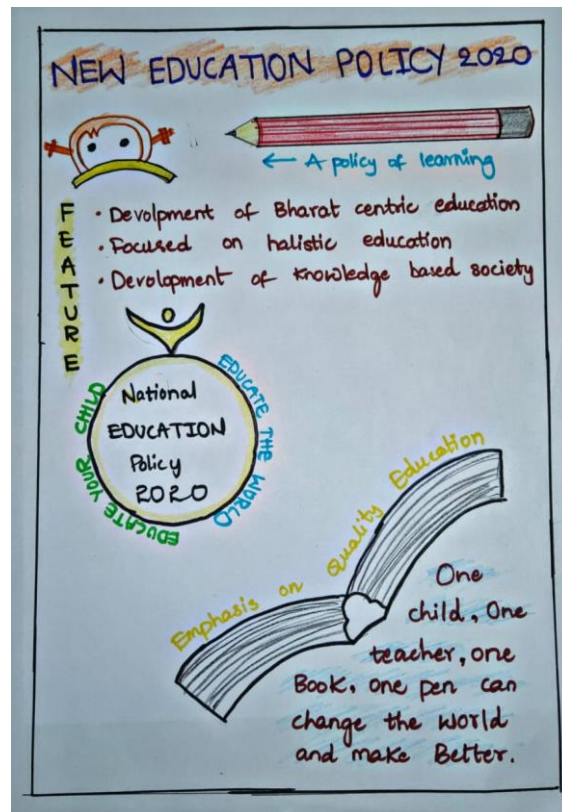 NEW EDUCATION POLICY 2020
← A policy of learning
FEATURE
• Devolpment of Bharat centric education
• Focused on halistic education
• Devolopment of knowledge based society
National
EDUCATION
Policy
2020
EDUCATE YOUR CHILD
EDUCATE THE WORLD
Emphasis on Quality Education
One
child, One
teacher, one
Book, one pen can
change the world
and make Better.